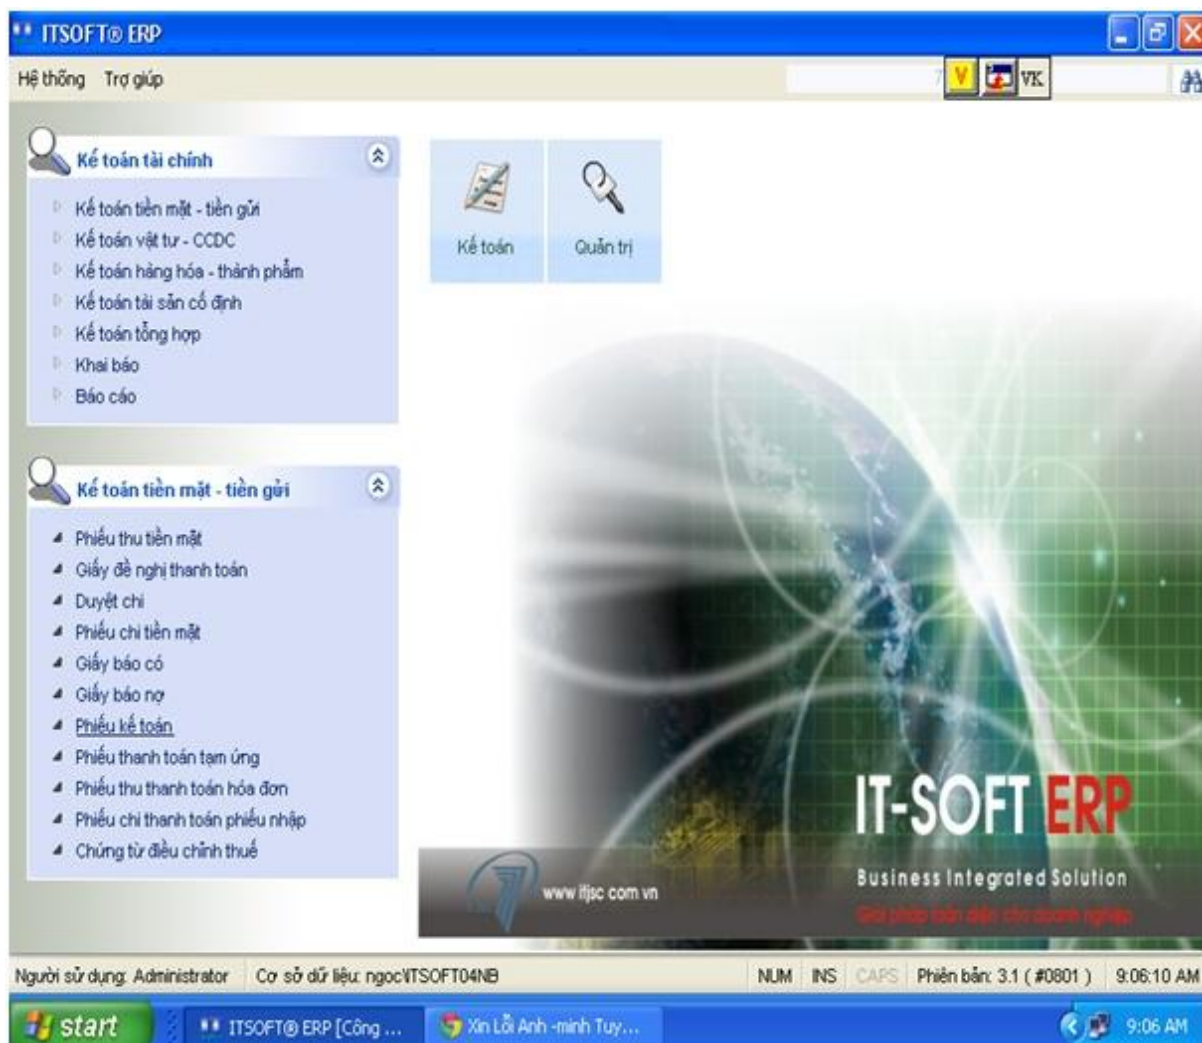 ITSOFT® ERP
Hệ thống Trợ giúp
V VK
Kế toán tài chính
Kế toán tiền mặt - tiền gửi
Kế toán vật tư - CCDC
Kế toán hàng hóa - thành phẩm
Kế toán tài sản cố định
Kế toán tổng hợp
Khai báo
Báo cáo
Kế toán Quản trị
Kế toán tiền mặt - tiền gửi
Phiếu thu tiền mặt
Giấy đề nghị thanh toán
Duyệt chi
Phiếu chi tiền mặt
Giấy báo có
Giấy báo nợ
Phiếu kế toán
Phiếu thanh toán tạm ứng
Phiếu thu thanh toán hóa đơn
Phiếu chi thanh toán phiếu nhập
Chứng từ điều chỉnh thuế
IT-SOFT ERP
Business Integrated Solution
www itjsc com vn
Giải pháp toàn diện cho doanh nghiệp
Người sử dụng: Administrator Cơ sở dữ liệu: ngoc\ITSOFT04NB NUM INS CAPS Phiên bản: 3.1 ( #0801 ) 9:06:10 AM
start ITSOFT® ERP [Công ... Xin Lỗi Anh -minh Tuy... 9:06 AM